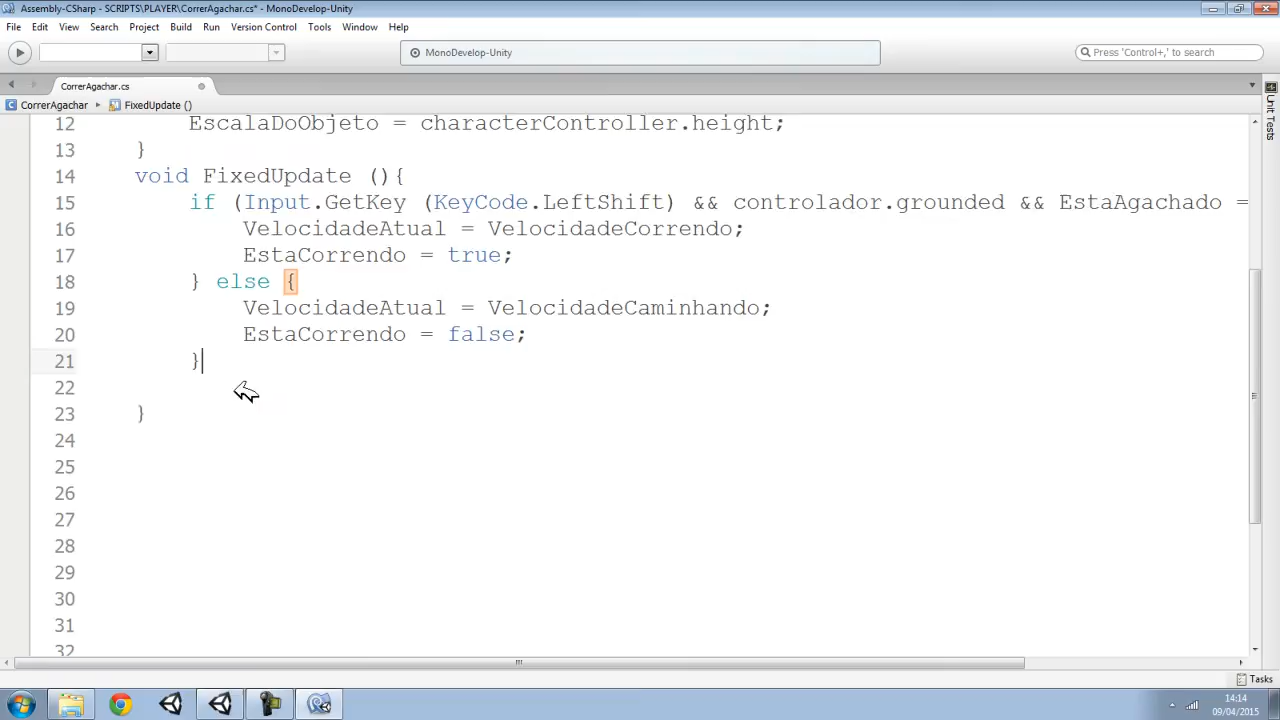 Assembly-CSharp - SCRIPTS\PLAYER\CorrerAgachar.cs* - MonoDevelop-Unity
File Edit View Search Project Build Run Version Control Tools Window Help
MonoDevelop-Unity
Press 'Control+,' to search
CorrerAgachar.cs
CorrerAgachar FixedUpdate ()
Unit Tests
12 EscalaDoObjeto = characterController.height;
13 }
14 void FixedUpdate (){
15 if (Input.GetKey (KeyCode.LeftShift) && controlador.grounded && EstaAgachado =
16 VelocidadeAtual = VelocidadeCorrendo;
17 EstaCorrendo = true;
18 } else {
19 VelocidadeAtual = VelocidadeCaminhando;
20 EstaCorrendo = false;
21 }
22
23 }
24
25
26
27
28
29
30
31
32
Tasks
14:14
09/04/2015